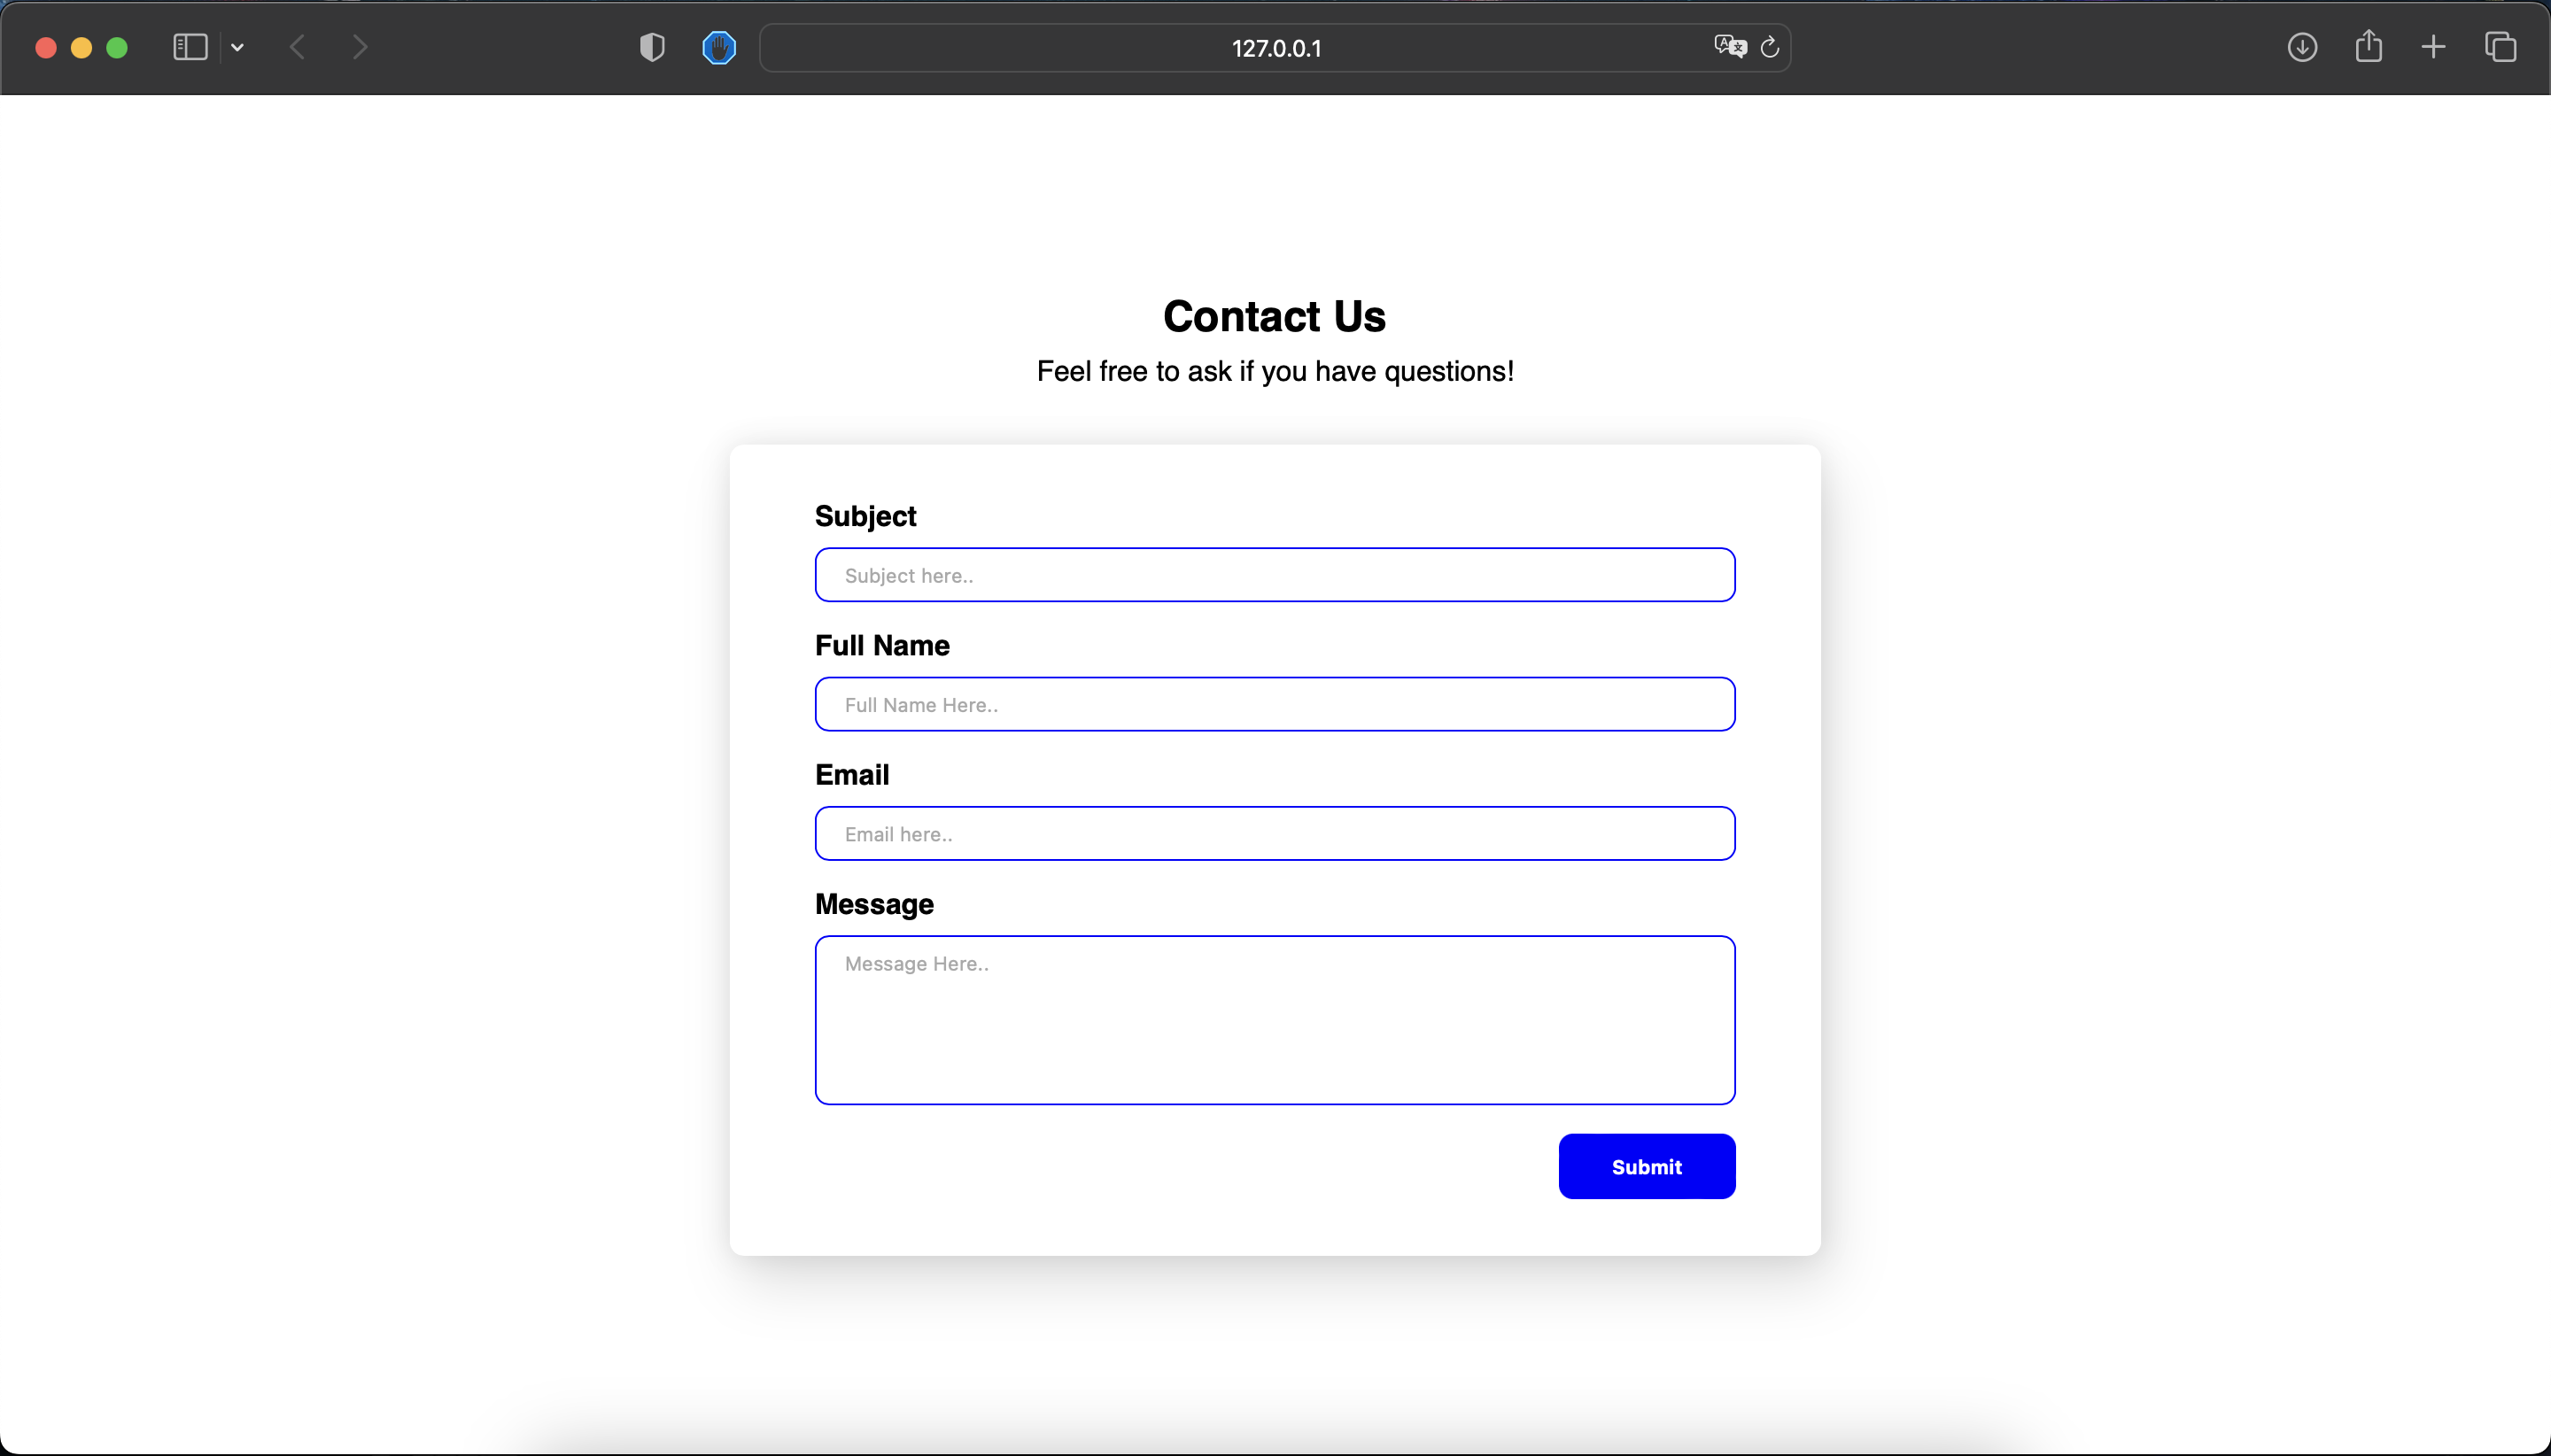 127.0.0.1
Contact Us
Feel free to ask if you have questions!
Subject
Subject here..
Full Name
Full Name Here..
Email
Email here..
Message
Message Here..
Submit